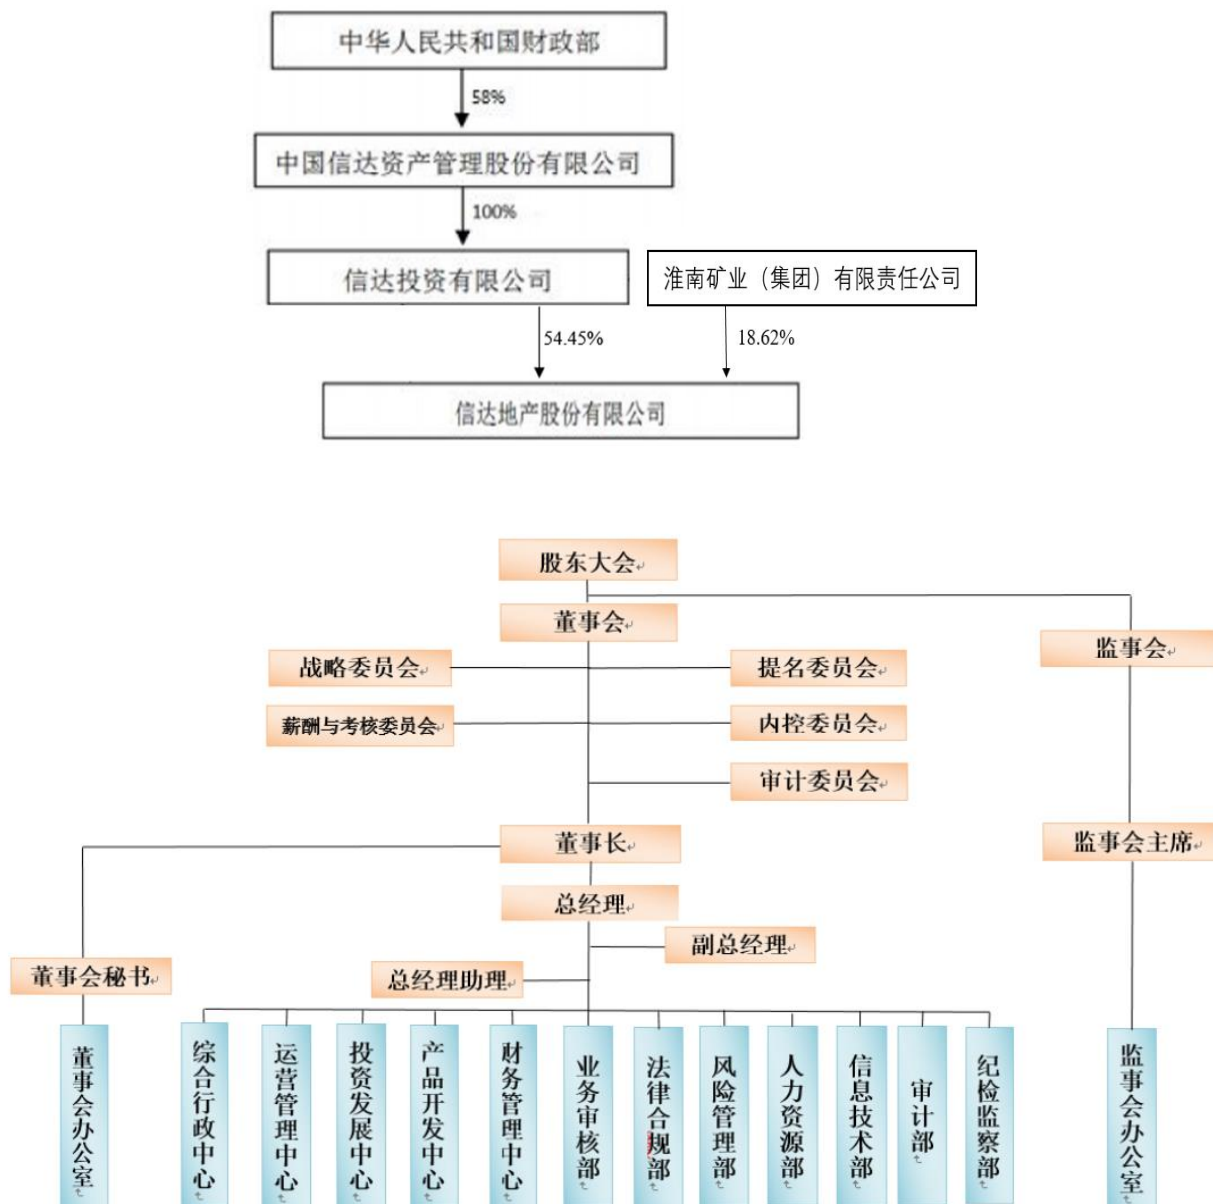 中华人民共和国财政部
58%
中国信达资产管理股份有限公司
100%
信达投资有限公司
淮南矿业（集团）有限责任公司
54.45%
18.62%
信达地产股份有限公司
股东大会
董事会
监事会
战略委员会
提名委员会
薪酬与考核委员会
内控委员会
审计委员会
董事长
监事会主席
总经理
副总经理
董事会秘书
总经理助理
董事会办公室
综合行政中心
运营管理中心
投资发展中心
产品开发中心
财务管理中心
业务审核部
法律合规部
风险管理部
人力资源部
信息技术部
审计部
纪检监察部
监事会办公室